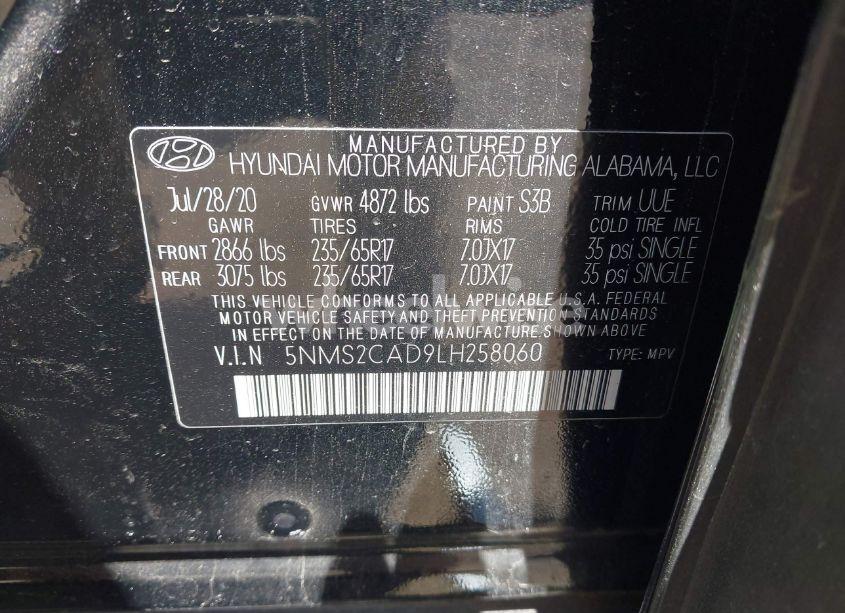 MANUFACTURED BY
HYUNDAI MOTOR MANUFACTURING ALABAMA, LLC
Jul/28/20 GVWR 4872 lbs PAINT S3B TRIM UUE
GAWR TIRES RIMS COLD TIRE INFL
FRONT 2866 lbs 235/65R17 7.0JX17 35 psi SINGLE
REAR 3075 lbs 235/65R17 7.0JX17 35 psi SINGLE
THIS VEHICLE CONFORMS TO ALL APPLICABLE U.S.A. FEDERAL
MOTOR VEHICLE SAFETY AND THEFT PREVENTION STANDARDS
IN EFFECT ON THE DATE OF MANUFACTURE SHOWN ABOVE
V.I.N 5NMS2CAD9LH258060 TYPE: MPV